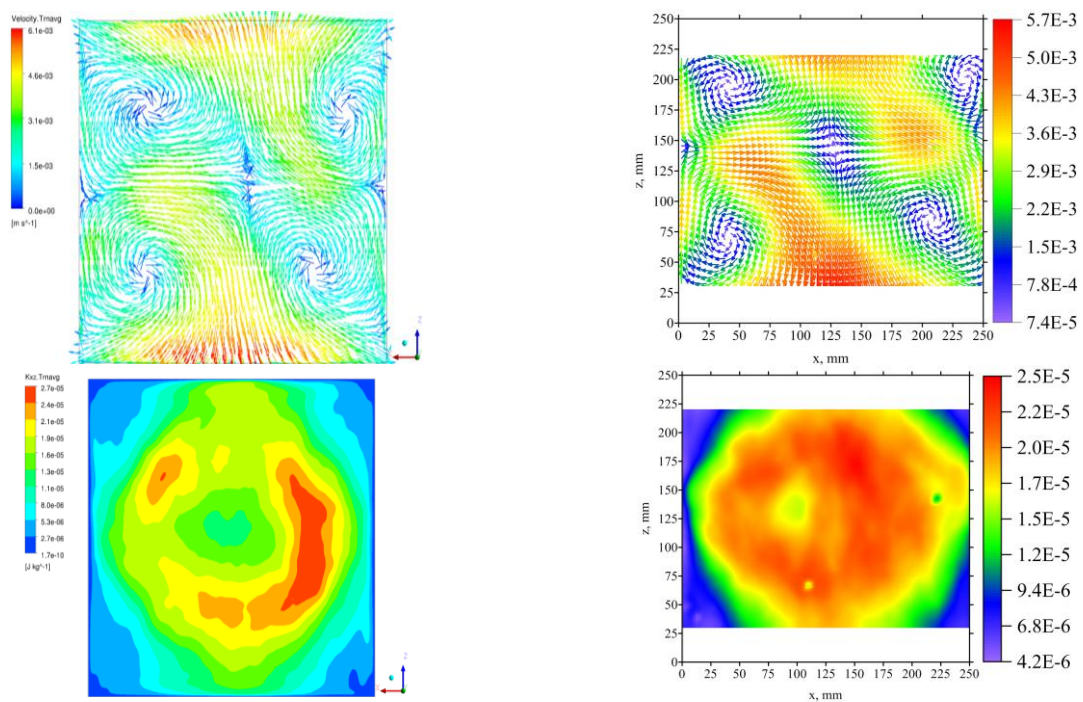 Velocity.Trnavg
6.1e-03
4.6e-03
3.1e-03
1.5e-03
0.0e+00
[m s^-1]
Z
250
225
200
175
150
125
100
75
50
25
0
z, mm
0 25 50 75 100 125 150 175 200 225 250
x, mm
5.7E-3
5.0E-3
4.3E-3
3.6E-3
2.9E-3
2.2E-3
1.5E-3
7.8E-4
7.4E-5
Kxz.Trnavg
2.7e-05
2.4e-05
2.1e-05
1.9e-05
1.6e-05
1.3e-05
1.1e-05
8.0e-06
5.3e-06
2.7e-06
1.7e-10
[J kg^-1]
Z
250
225
200
175
150
125
100
75
50
25
0
z, mm
0 25 50 75 100 125 150 175 200 225 250
x, mm
2.5E-5
2.3E-5
2.0E-5
1.7E-5
1.5E-5
1.2E-5
9.4E-6
6.8E-6
4.2E-6